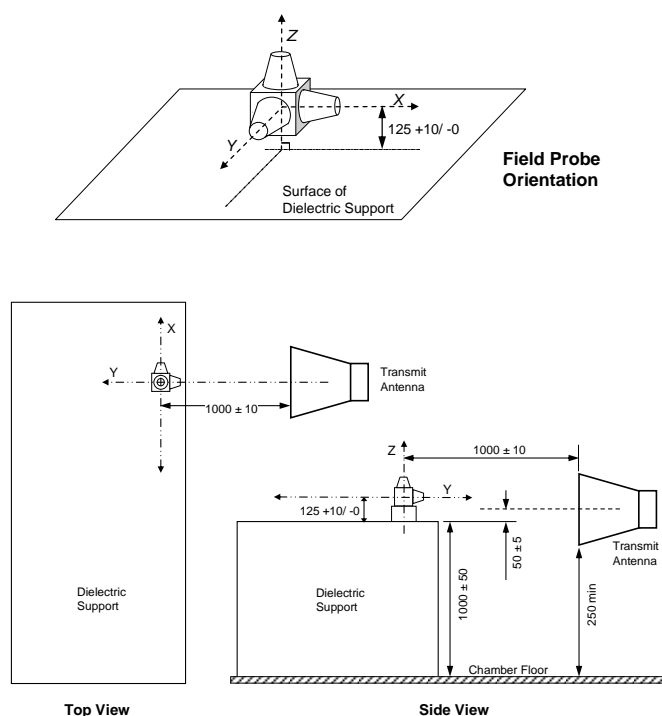 Z
X
125 +10/ -0
Y
Field Probe
Orientation
Surface of
Dielectric Support
X
Y
Transmit
Antenna
1000 ± 10
Z
1000 ± 10
Y
125 +10/ -0
50 ± 5
Transmit
Antenna
Dielectric
Support
Dielectric
Support
1000 ± 50
250 min
Chamber Floor
Top View
Side View